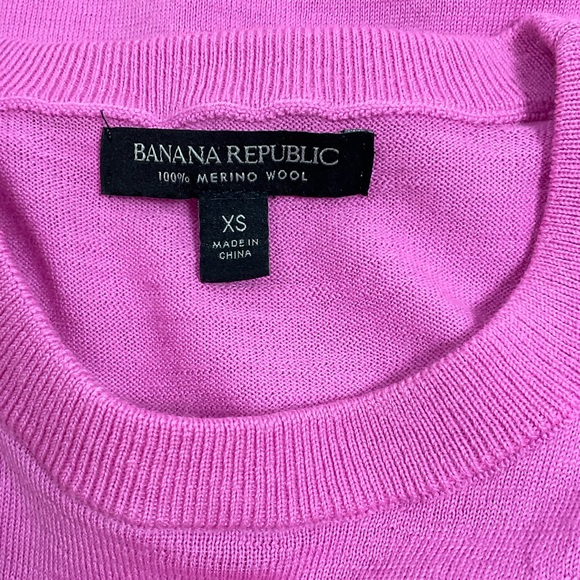 BANANA REPUBLIC
100% MERINO WOOL
XS
MADE IN
CHINA